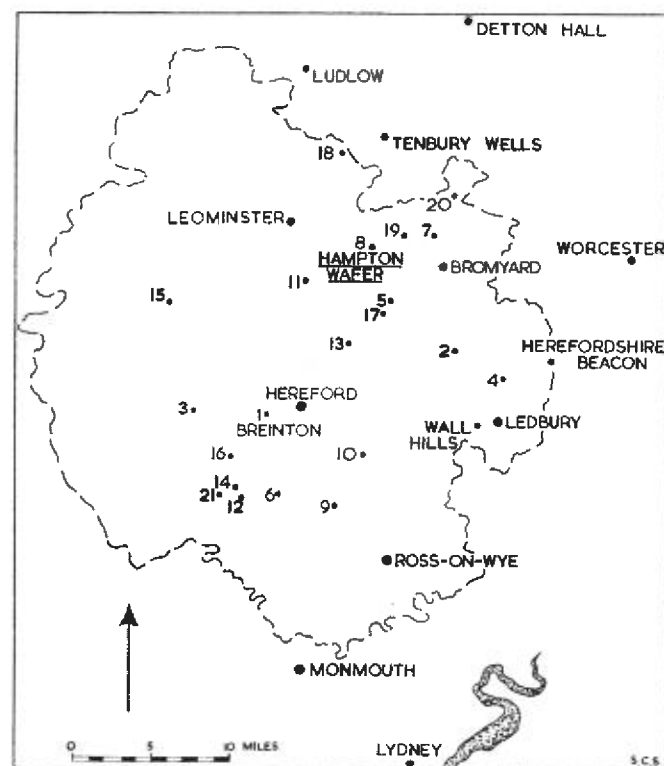 DETTON HALL
LUDLOW
TENBURY WELLS
18
20
LEOMINSTER
19
7
8
HAMPTON
WAFER
WORCESTER
BROMYARD
11
15
5
17
13
2
HEREFORDSHIRE
BEACON
4
HEREFORD
3
1
BREINTON
WALL
HILLS
LEDBURY
16
10
14
21
12
6
9
ROSS-ON-WYE
MONMOUTH
0 5 10 MILES
LYDNEY
S.C.S.